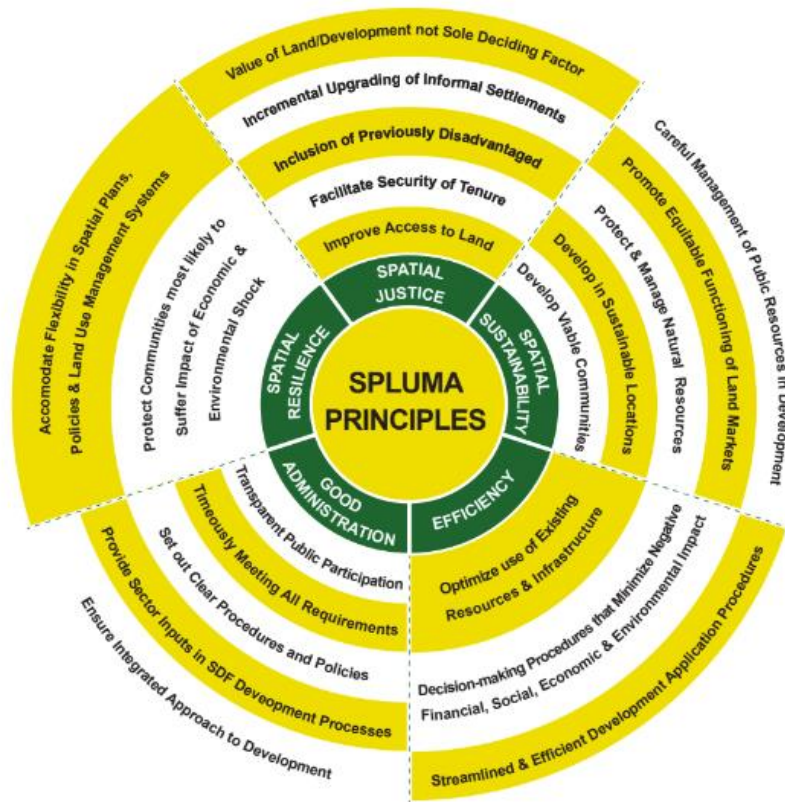 SPLUMA
PRINCIPLES
SPATIAL
JUSTICE
Improve Access to Land
Facilitate Security of Tenure
Inclusion of Previously Disadvantaged
Incremental Upgrading of Informal Settlements
Value of Land/Development not Sole Deciding Factor
SPATIAL
SUSTAINABILITY
Develop Viable Communities
Develop in Sustainable Locations
Protect & Manage Natural Resources
Promote Equitable Functioning of Land Markets
Careful Management of Pubic Resources in Development
EFFICIENCY
Optimize use of Existing
Resources & Infrastructure
Decision-making Procedures that Minimize Negative
Financial, Social, Economic & Environmental Impact
Streamlined & Efficient Development Application Procedures
GOOD
ADMINISTRATION
Transparent Public Participation
Timeously Meeting All Requirements
Set out Clear Procedures and Policies
Provide Sector Inputs in SDF Deveopment Processes
Ensure Integrated Approach to Development
SPATIAL
RESILIENCE
Protect Communities most likely to
Suffer Impact of Economic &
Environmental Shock
Accomodate Flexibility in Spatial Plans,
Policies & Land Use Management Systems